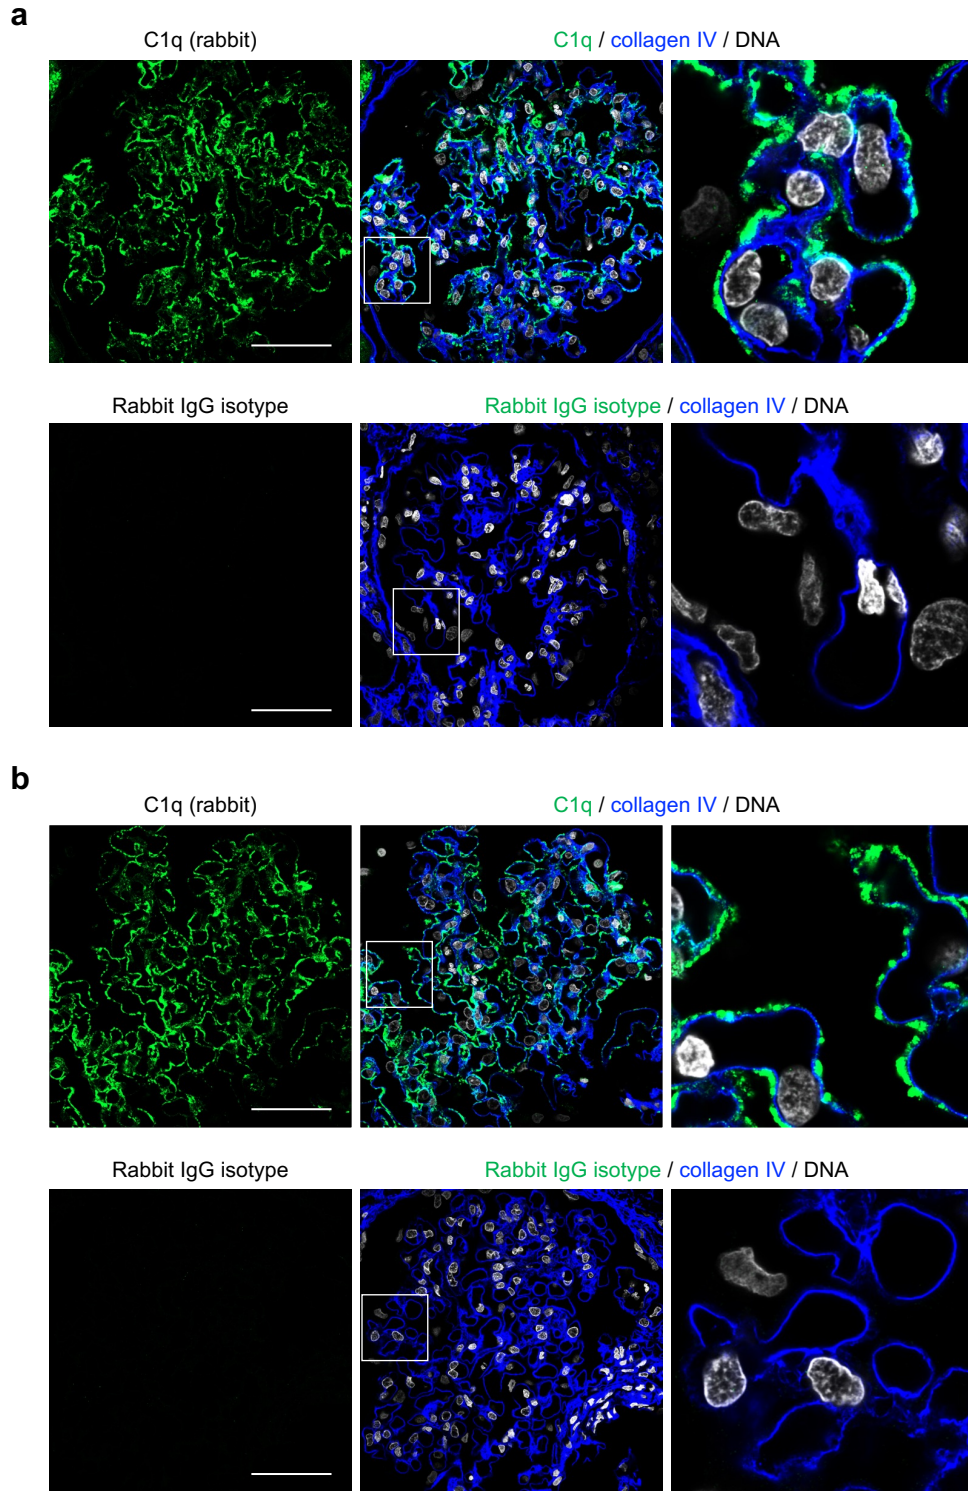 a
C1q (rabbit)
C1q / collagen IV / DNA
Rabbit IgG isotype
Rabbit IgG isotype / collagen IV / DNA
b
C1q (rabbit)
C1q / collagen IV / DNA
Rabbit IgG isotype
Rabbit IgG isotype / collagen IV / DNA